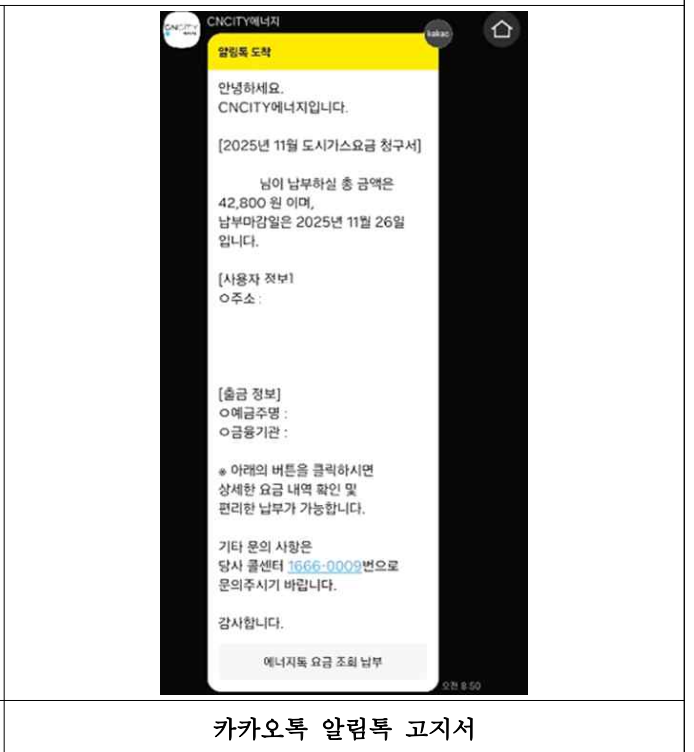 CNCITY에너지
CNCITY
kakao
알림톡 도착
안녕하세요.
CNCITY에너지입니다.
[2025년 11월 도시가스요금 청구서]
님이 납부하실 총 금액은
42,800 원 이며,
납부마감일은 2025년 11월 26일
입니다.
[사용자 정보]
ㅇ주소 :
[출금 정보]
ㅇ예금주명 :
ㅇ금융기관 :
※ 아래의 버튼을 클릭하시면
상세한 요금 내역 확인 및
편리한 납부가 가능합니다.
기타 문의 사항은
당사 콜센터 1666-0009번으로
문의주시기 바랍니다.
감사합니다.
에너지톡 요금 조회 납부
오전 8:50
카카오톡 알림톡 고지서